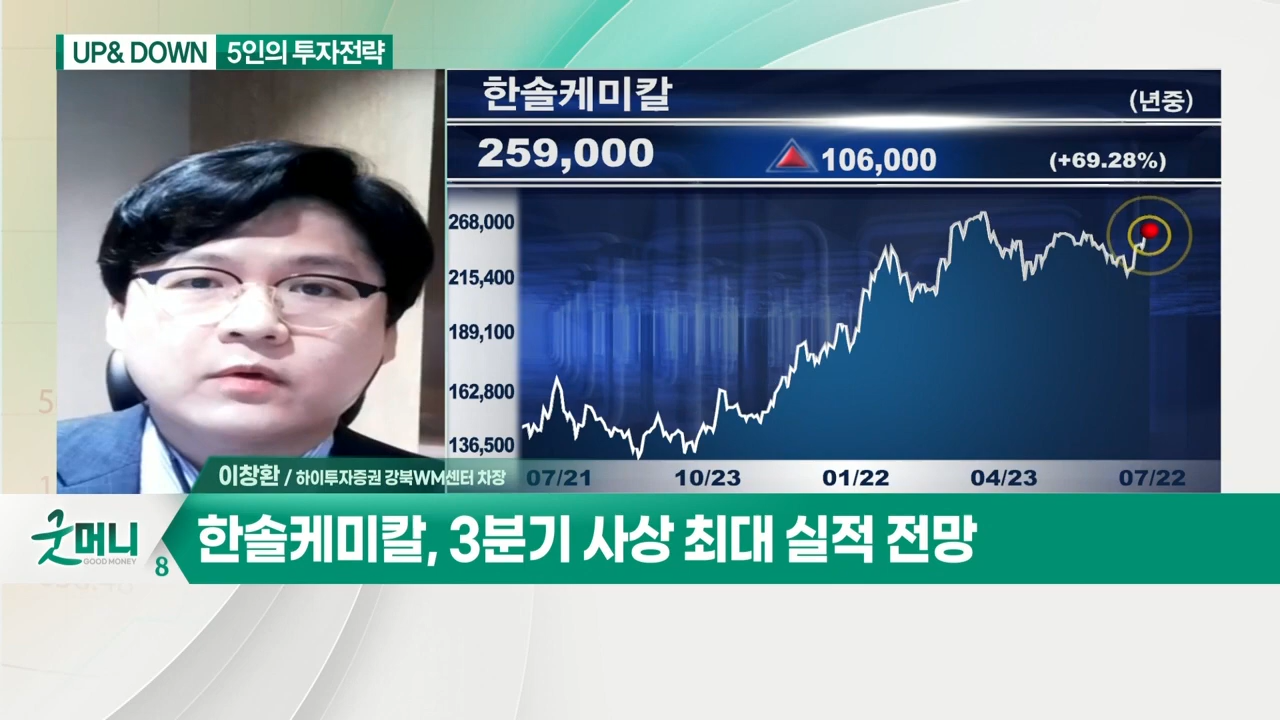 UP& DOWN 5인의 투자전략
한솔케미칼 (년중)
259,000 ▲ 106,000 (+69.28%)
268,000
215,400
189,100
162,800
136,500
07/21 10/23 01/22 04/23 07/22
이창환 / 하이투자증권 강북WM센터 차장
굿머니
GOOD MONEY
8
한솔케미칼, 3분기 사상 최대 실적 전망
5
1